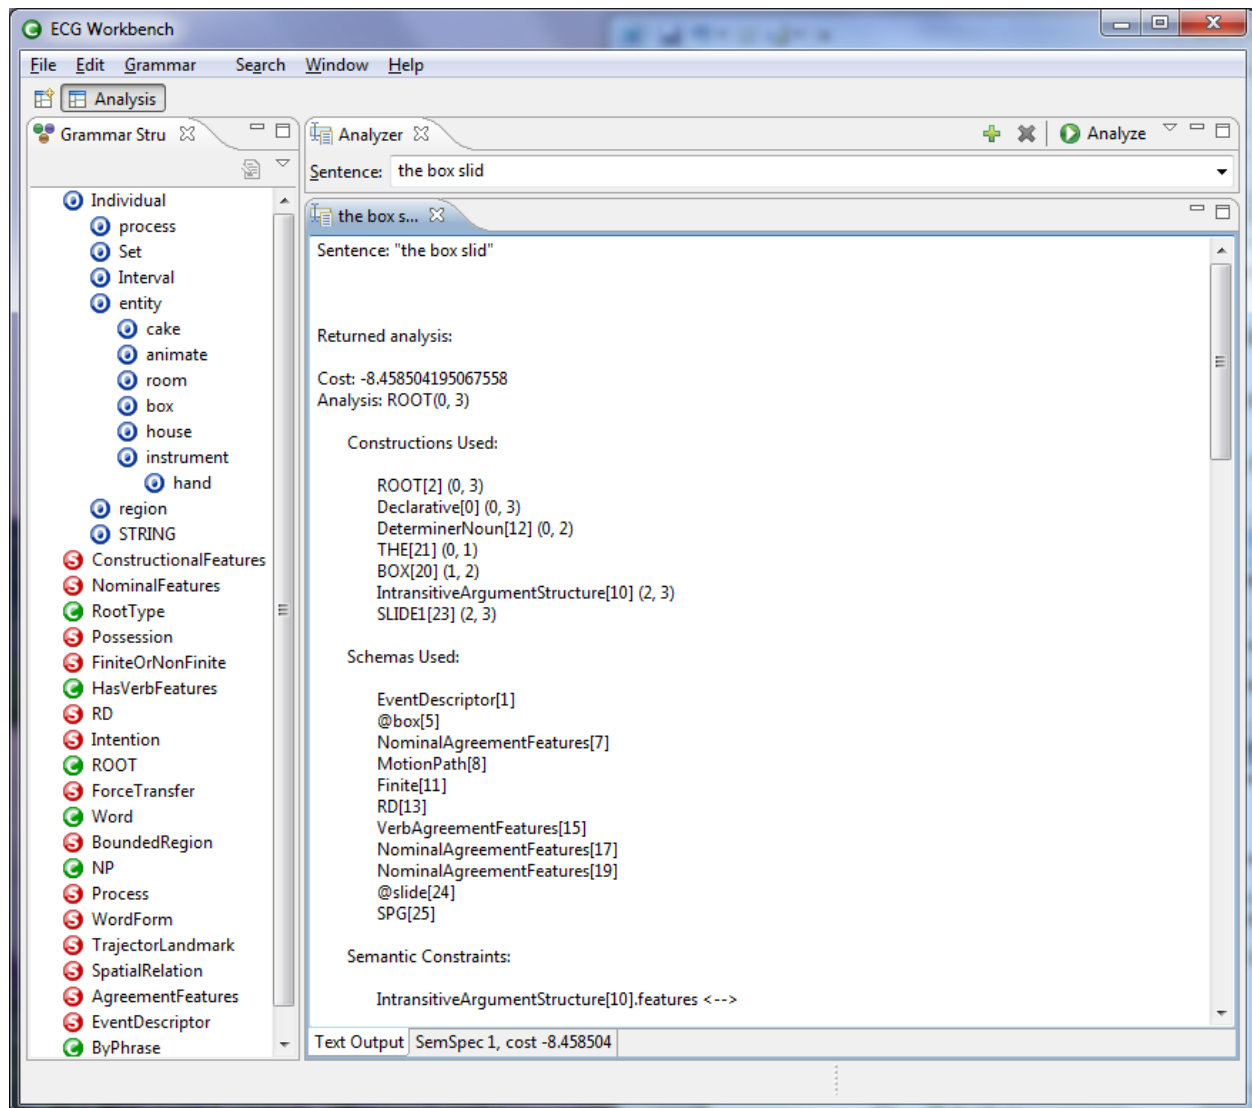 ECG Workbench
File Edit Grammar Search Window Help
Analysis
Grammar Stru
Individual
process
Set
Interval
entity
cake
animate
room
box
house
instrument
hand
region
STRING
ConstructionalFeatures
NominalFeatures
RootType
Possession
FiniteOrNonFinite
HasVerbFeatures
RD
Intention
ROOT
ForceTransfer
Word
BoundedRegion
NP
Process
WordForm
TrajectorLandmark
SpatialRelation
AgreementFeatures
EventDescriptor
ByPhrase
Analyzer
Analyze
Sentence: the box slid
the box s...
Sentence: "the box slid"
Returned analysis:
Cost: -8.458504195067558
Analysis: ROOT(0, 3)
Constructions Used:
ROOT[2] (0, 3)
Declarative[0] (0, 3)
DeterminerNoun[12] (0, 2)
THE[21] (0, 1)
BOX[20] (1, 2)
IntransitiveArgumentStructure[10] (2, 3)
SLIDE1[23] (2, 3)
Schemas Used:
EventDescriptor[1]
@box[5]
NominalAgreementFeatures[7]
MotionPath[8]
Finite[11]
RD[13]
VerbAgreementFeatures[15]
NominalAgreementFeatures[17]
NominalAgreementFeatures[19]
@slide[24]
SPG[25]
Semantic Constraints:
IntransitiveArgumentStructure[10].features <-->
Text Output SemSpec 1, cost -8.458504